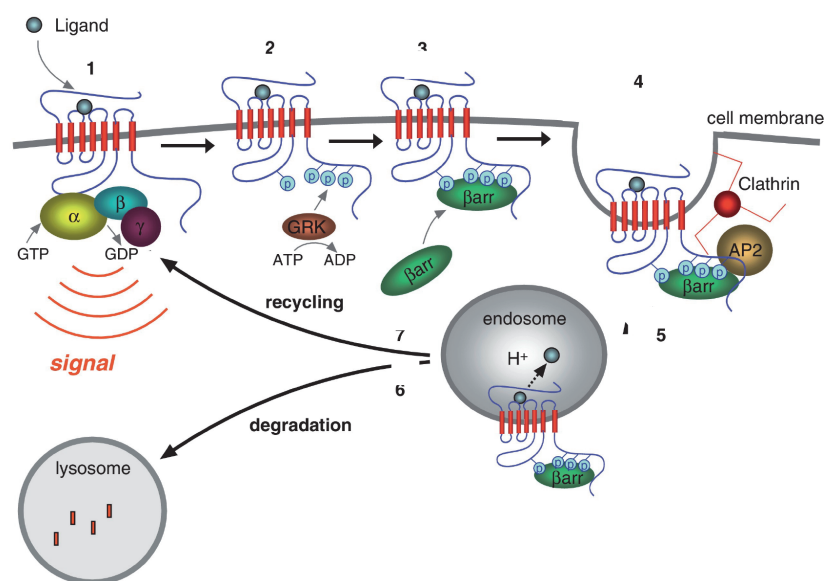 Ligand
1
2
3
4
cell membrane
Clathrin
AP2
α
β
γ
GTP
GDP
p
p p p
GRK
ATP ADP
p
p p p
βarr
βarr
p
p p p
βarr
signal
recycling
7
6
degradation
5
endosome
H+
p
p p p
βarr
lysosome